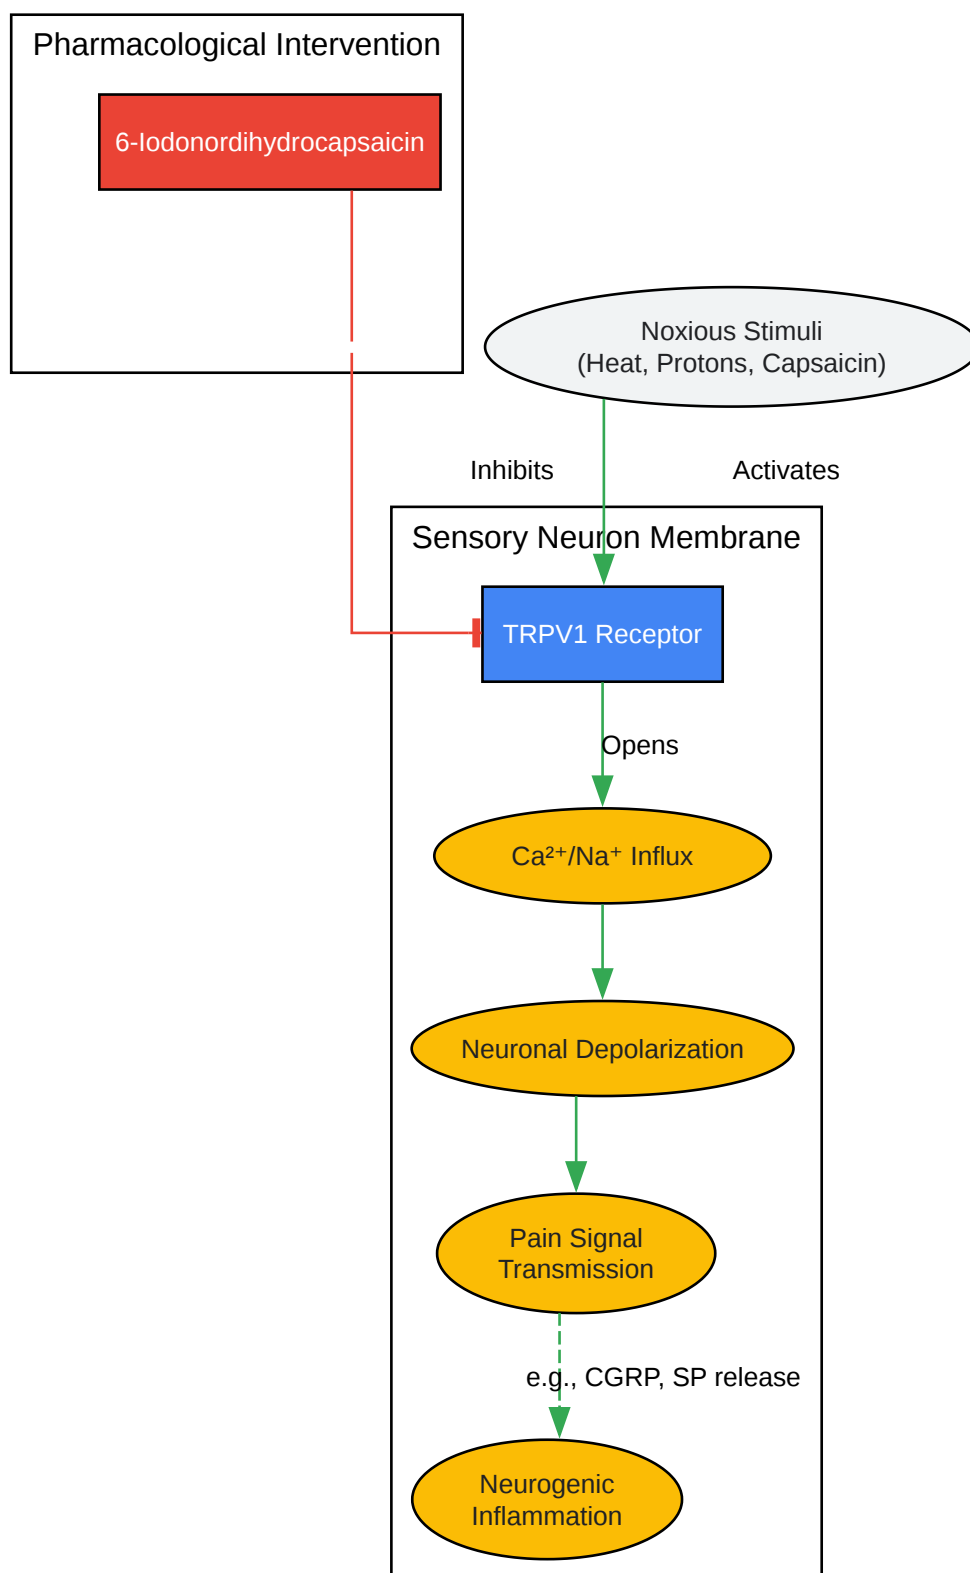 Pharmacological Intervention
6-Iodonordihydrocapsaicin
Noxious Stimuli
(Heat, Protons, Capsaicin)
Inhibits
Activates
Sensory Neuron Membrane
TRPV1 Receptor
Opens
Ca²⁺/Na⁺ Influx
Neuronal Depolarization
Pain Signal
Transmission
e.g., CGRP, SP release
Neurogenic
Inflammation